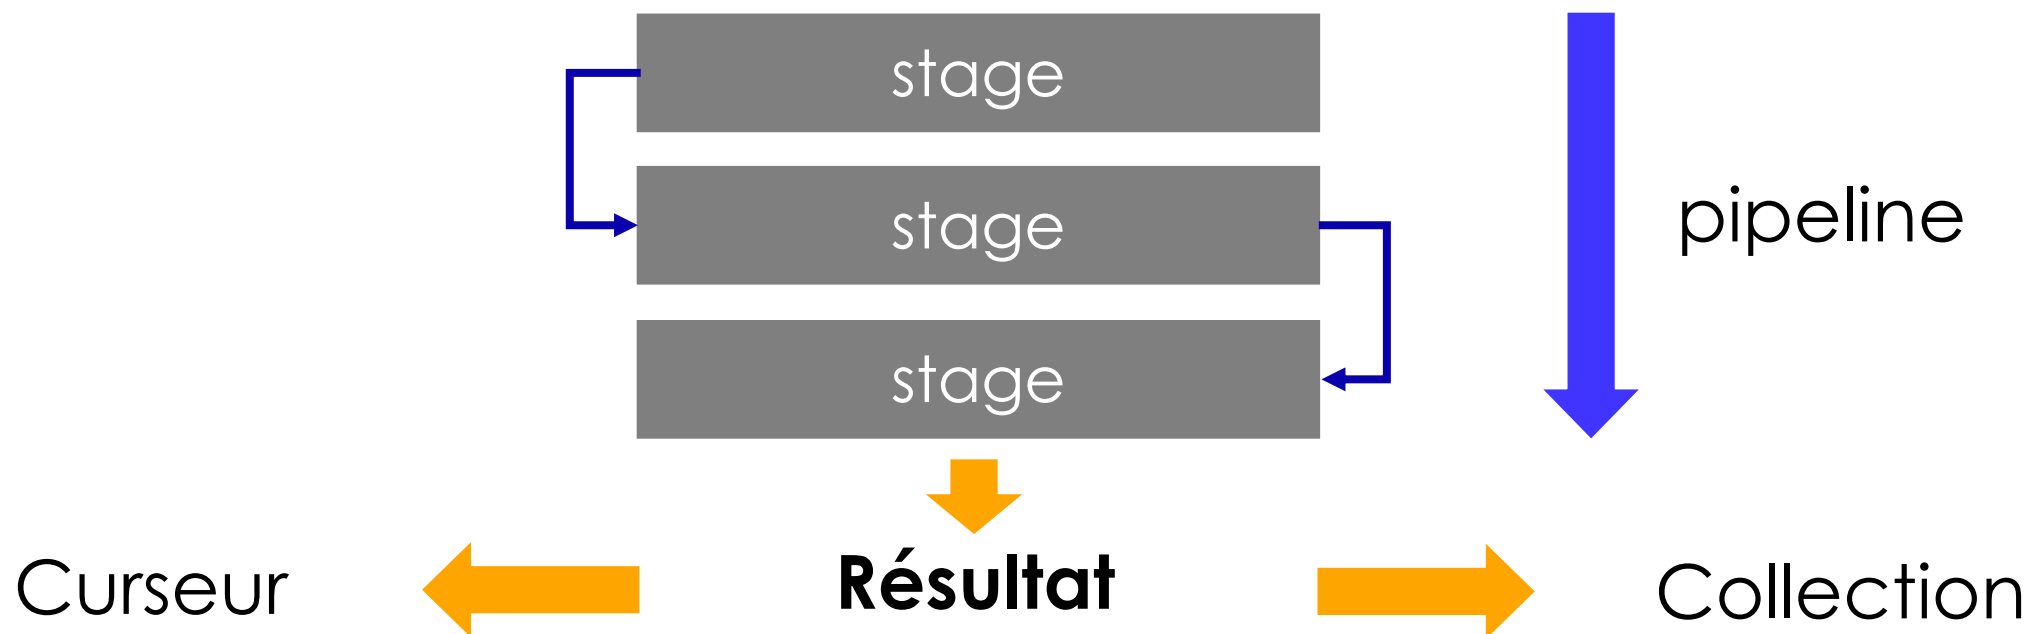 stage
stage
pipeline
stage
Curseur
Résultat
Collection